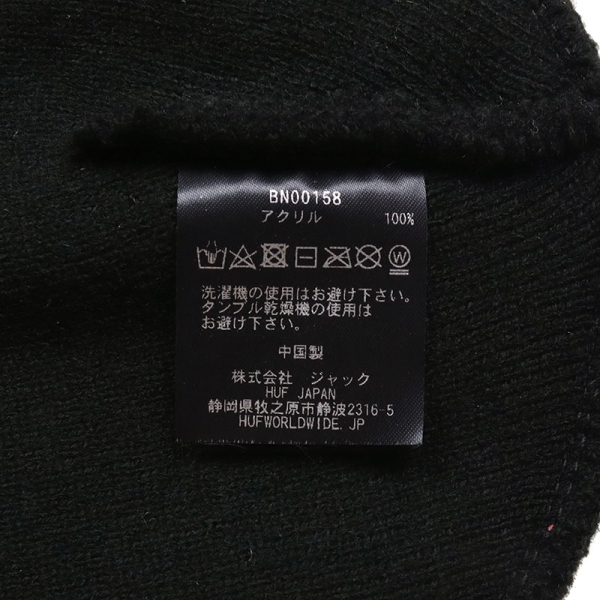 BN00158
アクリル 100%
W
洗濯機の使用はお避け下さい。
タンブル乾燥機の使用は
お避け下さい。
中国製
株式会社 ジャック
HUF JAPAN
静岡県牧之原市静波2316-5
HUFWORLDWIDE.JP